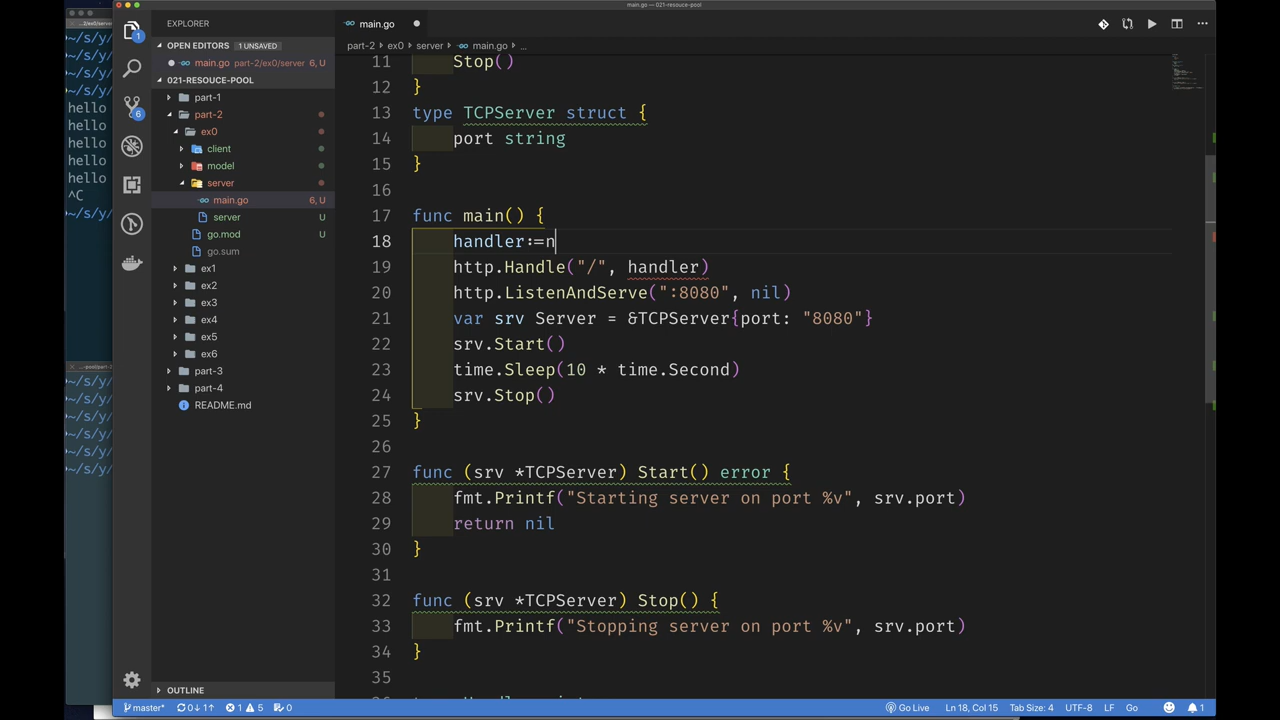 main.go — 021-resouce-pool
EXPLORER
main.go
OPEN EDITORS 1 UNSAVED
main.go part-2/ex0/server 6, U
021-RESOUCE-POOL
part-1
part-2
ex0
client
model
server
main.go 6, U
server U
go.mod U
go.sum
ex1
ex2
ex3
ex4
ex5
ex6
part-3
part-4
README.md
OUTLINE
part-2 ex0 server main.go ...
11 Stop()
12 }
13 type TCPServer struct {
14 port string
15 }
16
17 func main() {
18 handler:=n
19 http.Handle("/", handler)
20 http.ListenAndServe(":8080", nil)
21 var srv Server = &TCPServer{port: "8080"}
22 srv.Start()
23 time.Sleep(10 * time.Second)
24 srv.Stop()
25 }
26
27 func (srv *TCPServer) Start() error {
28 fmt.Printf("Starting server on port %v", srv.port)
29 return nil
30 }
31
32 func (srv *TCPServer) Stop() {
33 fmt.Printf("Stopping server on port %v", srv.port)
34 }
35
hello
hello
hello
hello
hello
^C
master* 0↓ 1↑ 1 5 0
Go Live Ln 18, Col 15 Tab Size: 4 UTF-8 LF Go 1